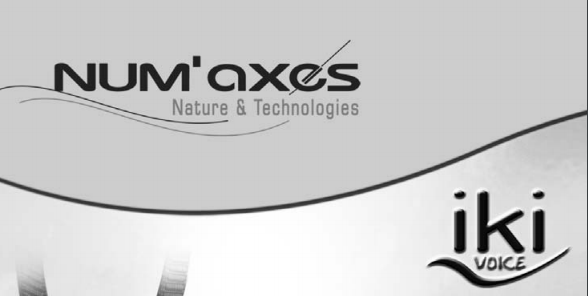 NUM'axes
Nature & Technologies
iki
VOICE